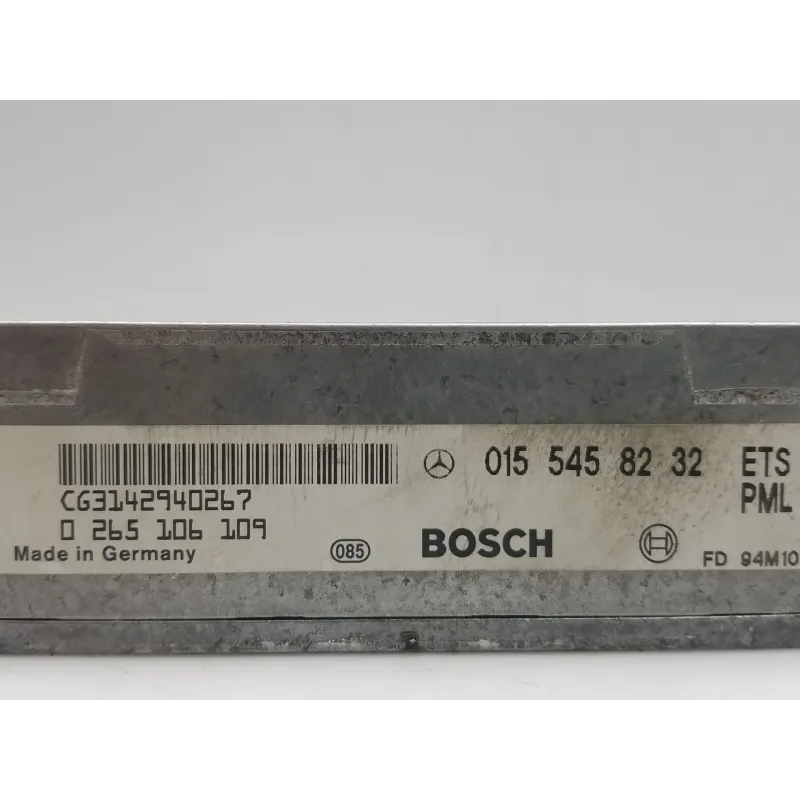 015 545 82 32 ETS
CG3142940267 PML
0 265 106 109
Made in Germany 085 BOSCH FD 94M10